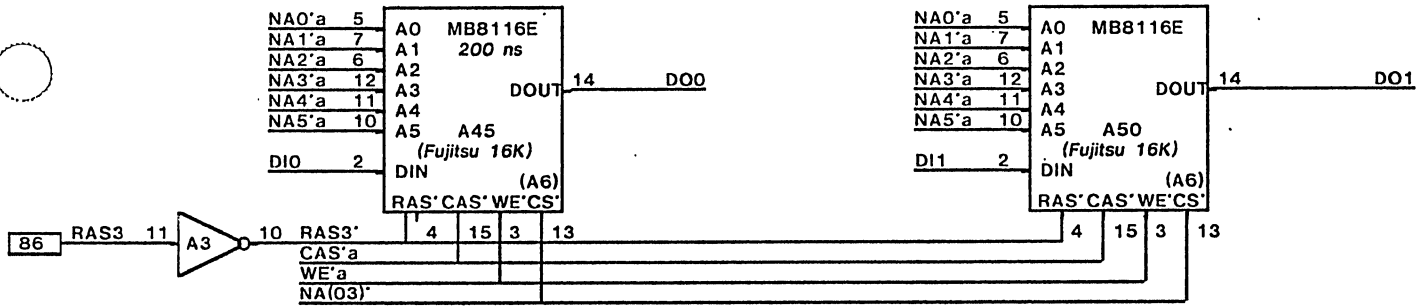 NA0'a 5 A0 MB8116E
NA1'a 7 A1 200 ns
NA2'a 6 A2
NA3'a 12 A3 DOUT 14 DO0
NA4'a 11 A4
NA5'a 10 A5 A45
(Fujitsu 16K)
DI0 2 DIN
(A6)
RAS' CAS' WE' CS'
4 15 3 13
NA0'a 5 A0 MB8116E
NA1'a 7 A1
NA2'a 6 A2
NA3'a 12 A3 DOUT 14 DO1
NA4'a 11 A4
NA5'a 10 A5 A50
(Fujitsu 16K)
DI1 2 DIN
(A6)
RAS' CAS' WE' CS'
4 15 3 13
86 RAS3 11 A3 10 RAS3'
CAS'a
WE'a
NA(03)'